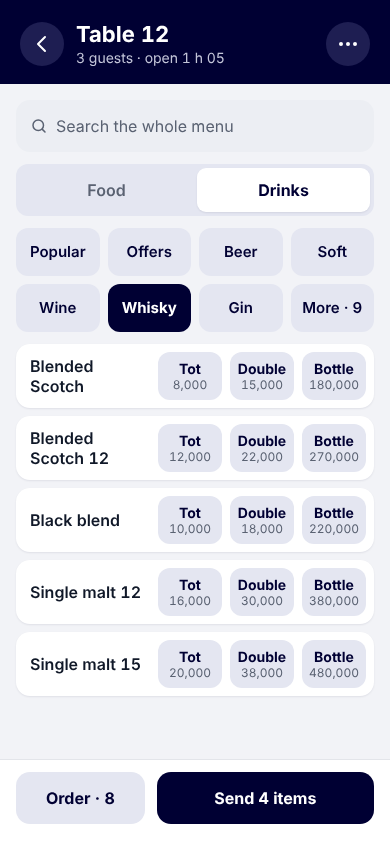 Table 12
3 guests · open 1 h 05
Search the whole menu
Food
Drinks
Popular
Offers
Beer
Soft
Wine
Whisky
Gin
More · 9
Blended
Scotch
Tot
8,000
Double
15,000
Bottle
180,000
Blended
Scotch 12
Tot
12,000
Double
22,000
Bottle
270,000
Black blend
Tot
10,000
Double
18,000
Bottle
220,000
Single malt 12
Tot
16,000
Double
30,000
Bottle
380,000
Single malt 15
Tot
20,000
Double
38,000
Bottle
480,000
Order · 8
Send 4 items